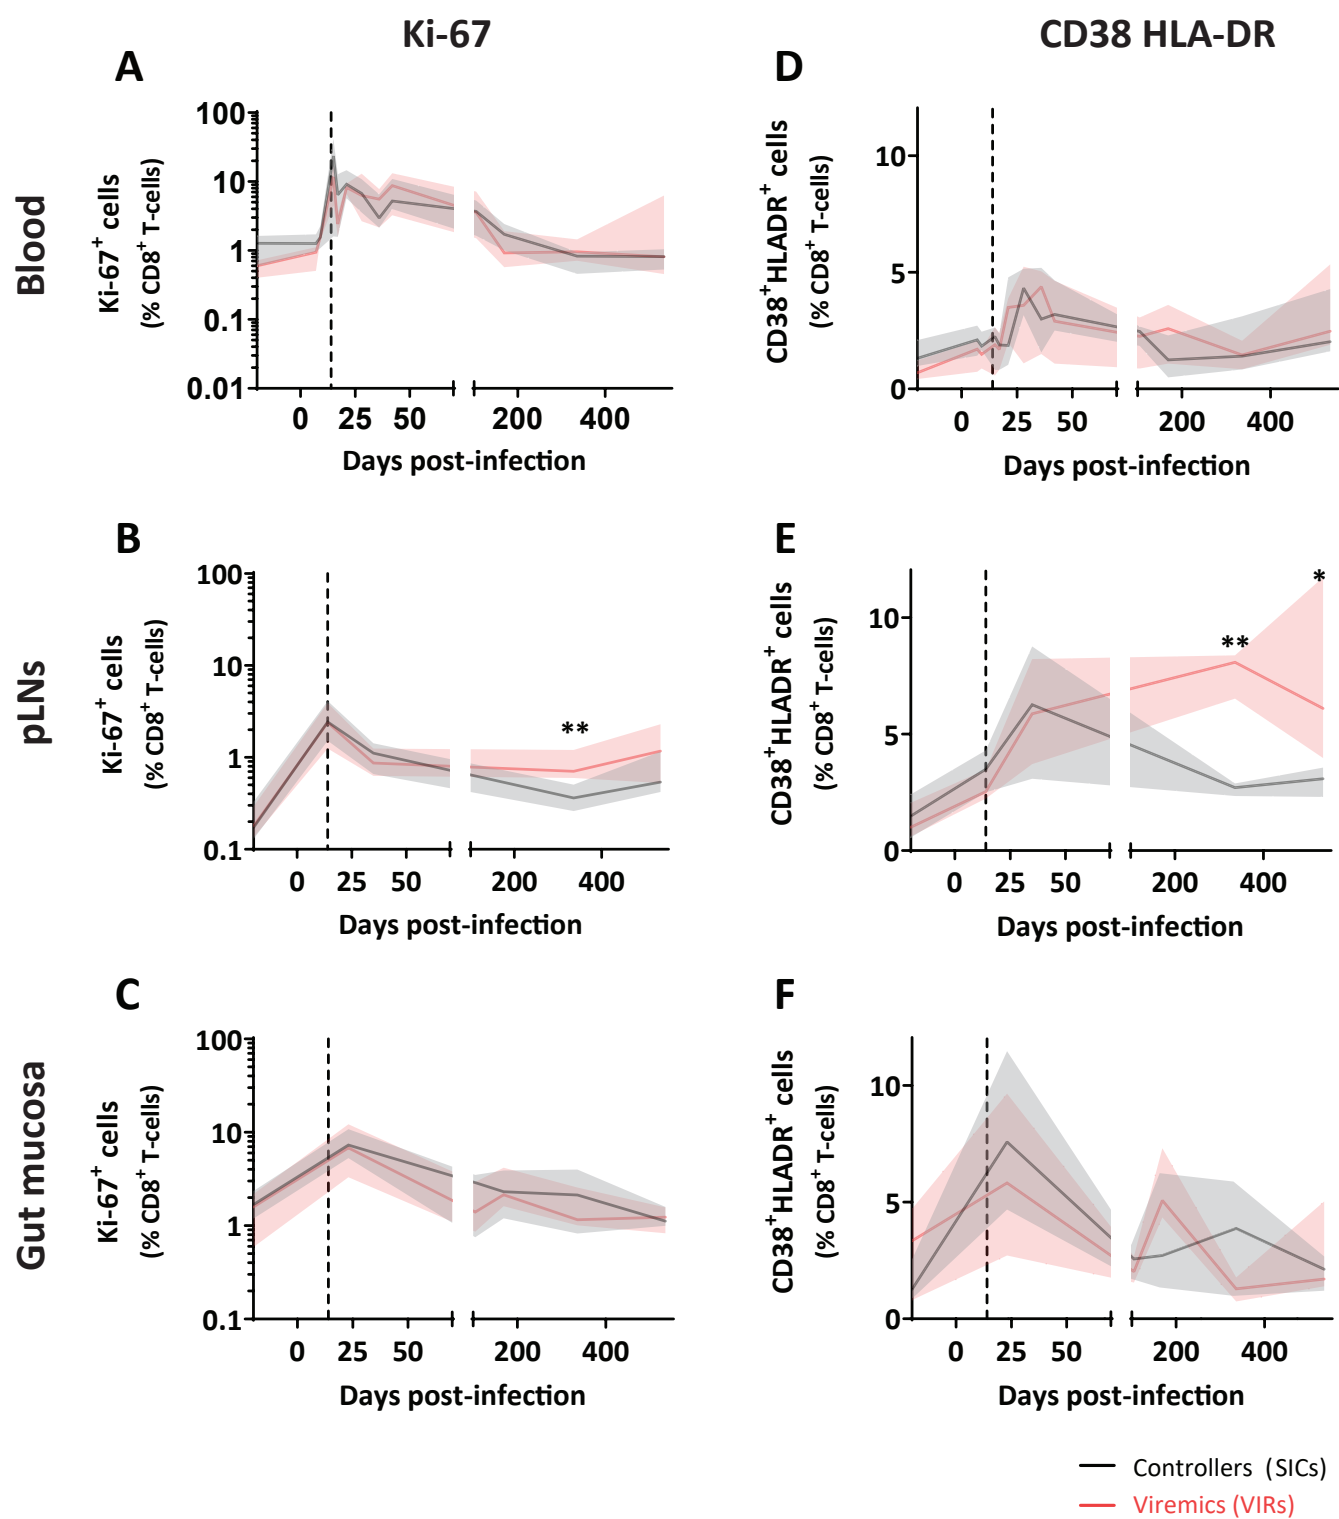 Ki-67
CD38 HLA-DR
Blood
A
Ki-67+ cells
(% CD8+ T-cells)
100
10
1
0.1
0.01
0 25 50 200 400
Days post-infection
D
CD38+HLADR+ cells
(% CD8+ T-cells)
10
5
0
0 25 50 200 400
Days post-infection
pLNs
B
Ki-67+ cells
(% CD8+ T-cells)
100
10
1
0.1
**
0 25 50 200 400
Days post-infection
E
CD38+HLADR+ cells
(% CD8+ T-cells)
10
5
0
**
*
0 25 50 200 400
Days post-infection
Gut mucosa
C
Ki-67+ cells
(% CD8+ T-cells)
100
10
1
0.1
0 25 50 200 400
Days post-infection
F
CD38+HLADR+ cells
(% CD8+ T-cells)
10
5
0
0 25 50 200 400
Days post-infection
Controllers (SICs)
Viremics (VIRs)